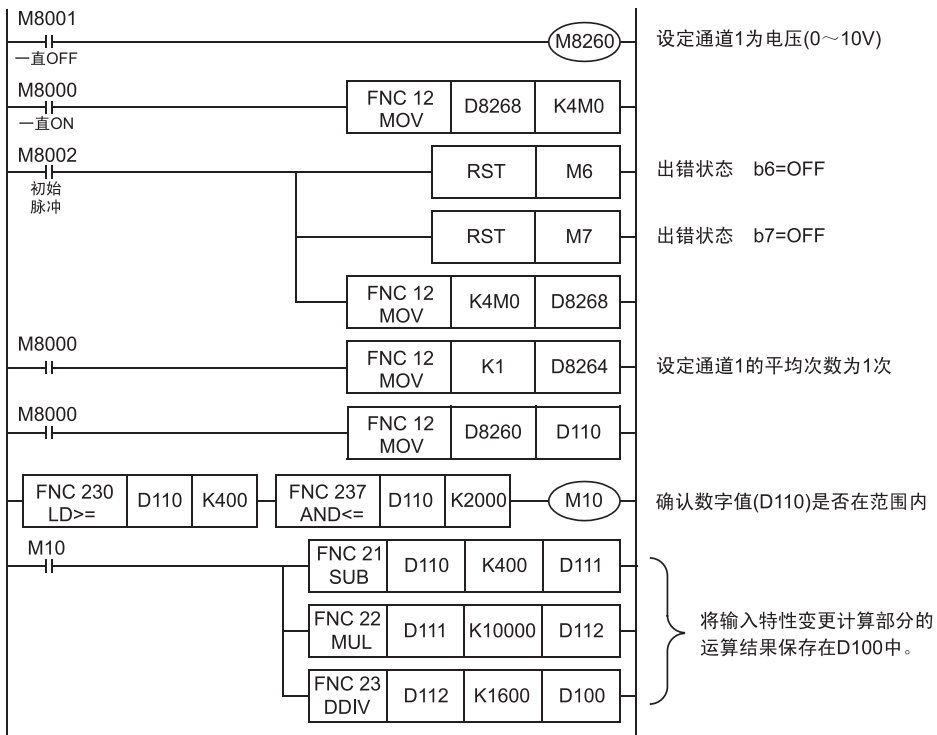 M8001
一直OFF
M8260
设定通道1为电压(0～10V)
M8000
一直ON
FNC 12
MOV
D8268
K4M0
M8002
初始
脉冲
RST
M6
出错状态 b6=OFF
RST
M7
出错状态 b7=OFF
FNC 12
MOV
K4M0
D8268
M8000
FNC 12
MOV
K1
D8264
设定通道1的平均次数为1次
M8000
FNC 12
MOV
D8260
D110
FNC 230
LD>=
D110
K400
FNC 237
AND<=
D110
K2000
M10
确认数字值(D110)是否在范围内
M10
FNC 21
SUB
D110
K400
D111
FNC 22
MUL
D111
K10000
D112
FNC 23
DDIV
D112
K1600
D100
将输入特性变更计算部分的
运算结果保存在D100中。